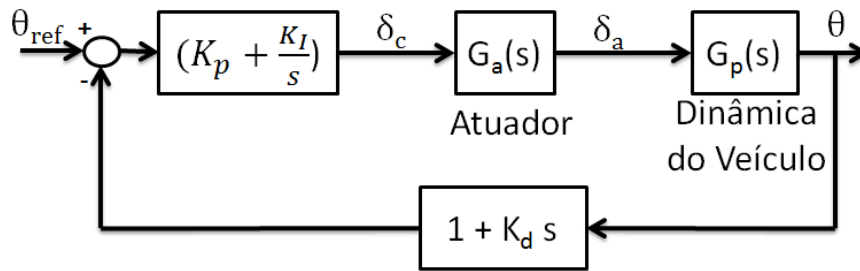 θref + - (Kp + KI/s) δc Ga(s) δa Gp(s) θ
Atuador
Dinâmica
do Veículo
1 + Kd s